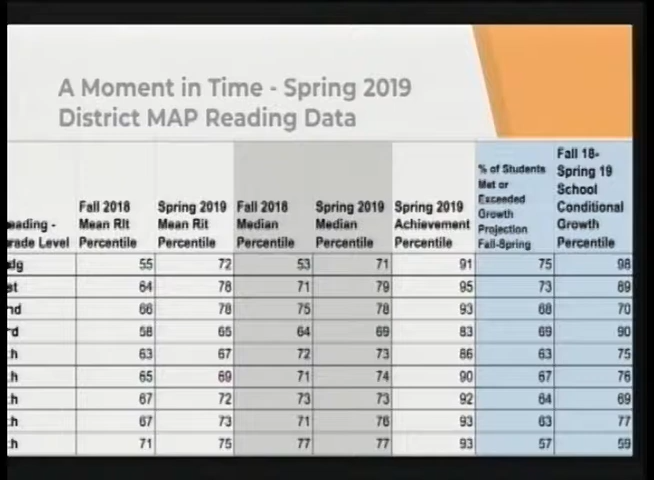 A Moment in Time - Spring 2019
District MAP Reading Data
eading - rade Level | Fall 2018 Mean RIt Percentile | Spring 2019 Mean Rit Percentile | Fall 2018 Median Percentile | Spring 2019 Median Percentile | Spring 2019 Achievement Percentile | % of Students Met or Exceeded Growth Projection Fall-Spring | Fall 18- Spring 19 School Conditional Growth Percentile
dg 55 72 53 71 91 75 98
st 64 78 71 79 95 73 89
nd 66 78 75 78 93 68 70
rd 58 65 64 69 83 69 90
h 63 67 72 73 86 63 75
h 65 69 71 74 90 67 76
h 67 72 73 73 92 64 69
h 67 73 71 76 93 63 77
h 71 75 77 77 93 57 59